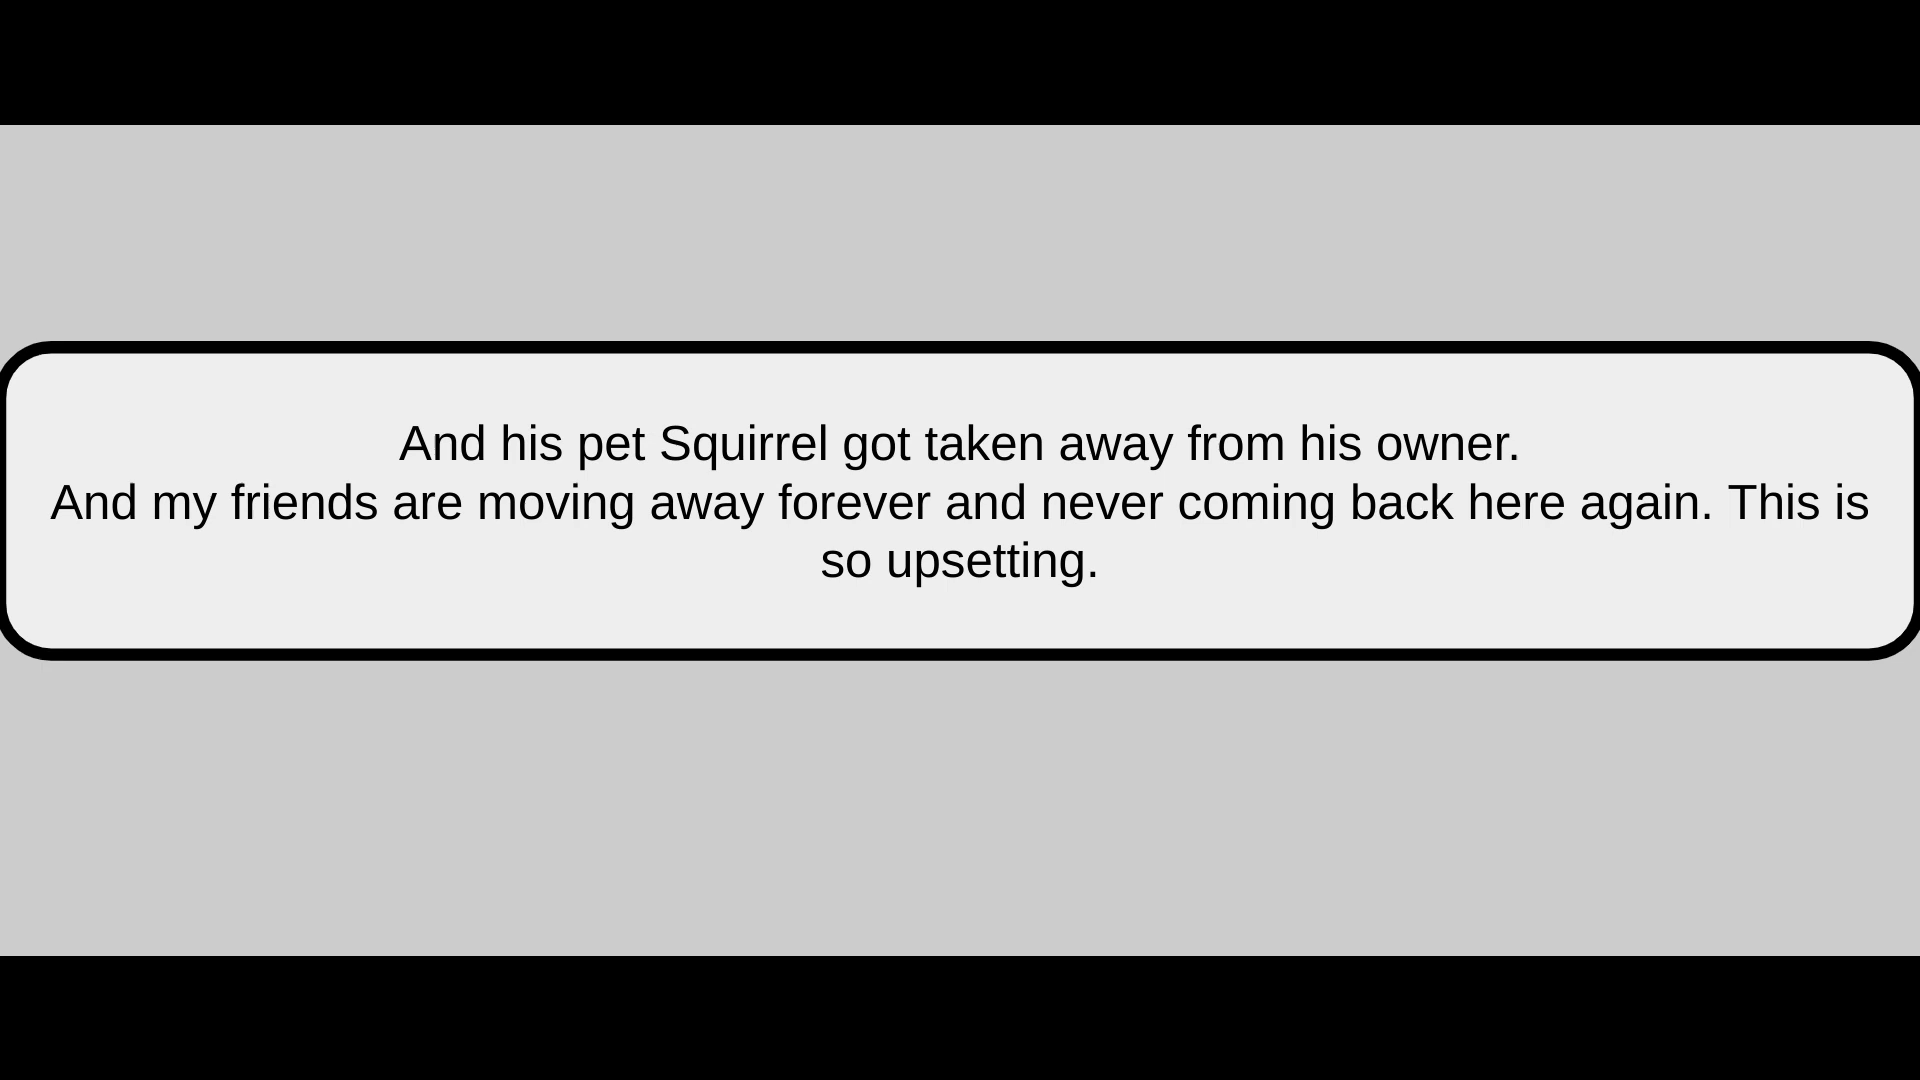 And his pet Squirrel got taken away from his owner.
And my friends are moving away forever and never coming back here again. This is
so upsetting.